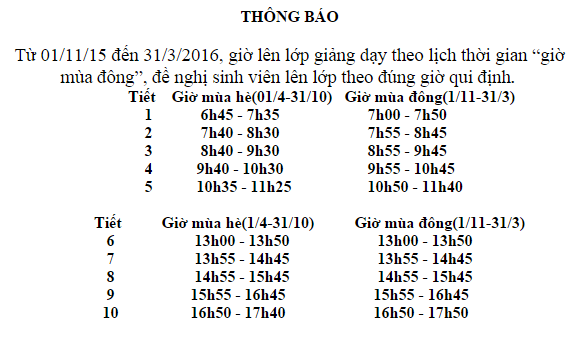 THÔNG BÁO
Từ 01/11/15 đến 31/3/2016, giờ lên lớp giảng dạy theo lịch thời gian “giờ
mùa đông”, đề nghị sinh viên lên lớp theo đúng giờ qui định.
Tiết Giờ mùa hè(01/4-31/10) Giờ mùa đông(1/11-31/3)
1 6h45 - 7h35 7h00 - 7h50
2 7h40 - 8h30 7h55 - 8h45
3 8h40 - 9h30 8h55 - 9h45
4 9h40 - 10h30 9h55 - 10h45
5 10h35 - 11h25 10h50 - 11h40
Tiết Giờ mùa hè(1/4-31/10) Giờ mùa đông(1/11-31/3)
6 13h00 - 13h50 13h00 - 13h50
7 13h55 - 14h45 13h55 - 14h45
8 14h55 - 15h45 14h55 - 15h45
9 15h55 - 16h45 15h55 - 16h45
10 16h50 - 17h40 16h50 - 17h50